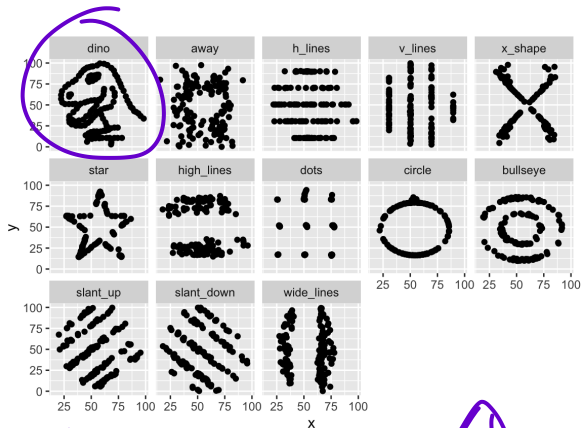 dino away h_lines v_lines x_shape
100
75
50
25
0
star high_lines dots circle bullseye
100
75
50
25
0
25 50 75 100 25 50 75 100
slant_up slant_down wide_lines
100
75
50
25
0
25 50 75 100 25 50 75 100 25 50 75 100
y
x